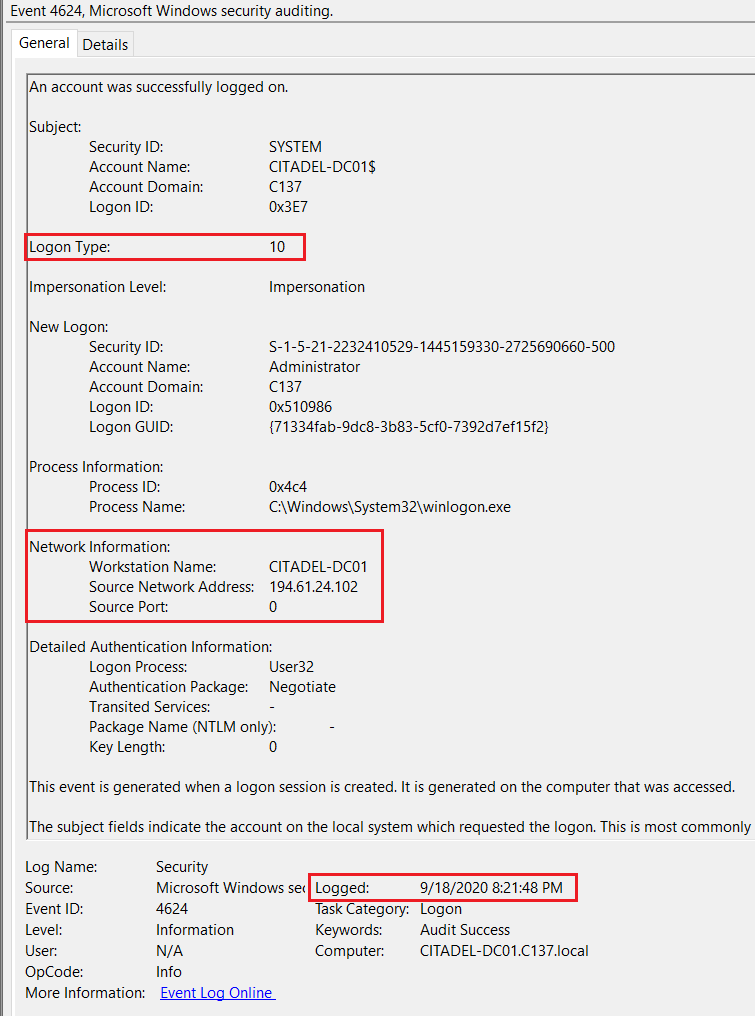 Event 4624, Microsoft Windows security auditing.
General Details
An account was successfully logged on.
Subject:
Security ID: SYSTEM
Account Name: CITADEL-DC01$
Account Domain: C137
Logon ID: 0x3E7
Logon Type: 10
Impersonation Level: Impersonation
New Logon:
Security ID: S-1-5-21-2232410529-1445159330-2725690660-500
Account Name: Administrator
Account Domain: C137
Logon ID: 0x510986
Logon GUID: {71334fab-9dc8-3b83-5cf0-7392d7ef15f2}
Process Information:
Process ID: 0x4c4
Process Name: C:\Windows\System32\winlogon.exe
Network Information:
Workstation Name: CITADEL-DC01
Source Network Address: 194.61.24.102
Source Port: 0
Detailed Authentication Information:
Logon Process: User32
Authentication Package: Negotiate
Transited Services: -
Package Name (NTLM only): -
Key Length: 0
This event is generated when a logon session is created. It is generated on the computer that was accessed.
The subject fields indicate the account on the local system which requested the logon. This is most commonly
Log Name: Security
Source: Microsoft Windows sec Logged: 9/18/2020 8:21:48 PM
Event ID: 4624 Task Category: Logon
Level: Information Keywords: Audit Success
User: N/A Computer: CITADEL-DC01.C137.local
OpCode: Info
More Information: Event Log Online